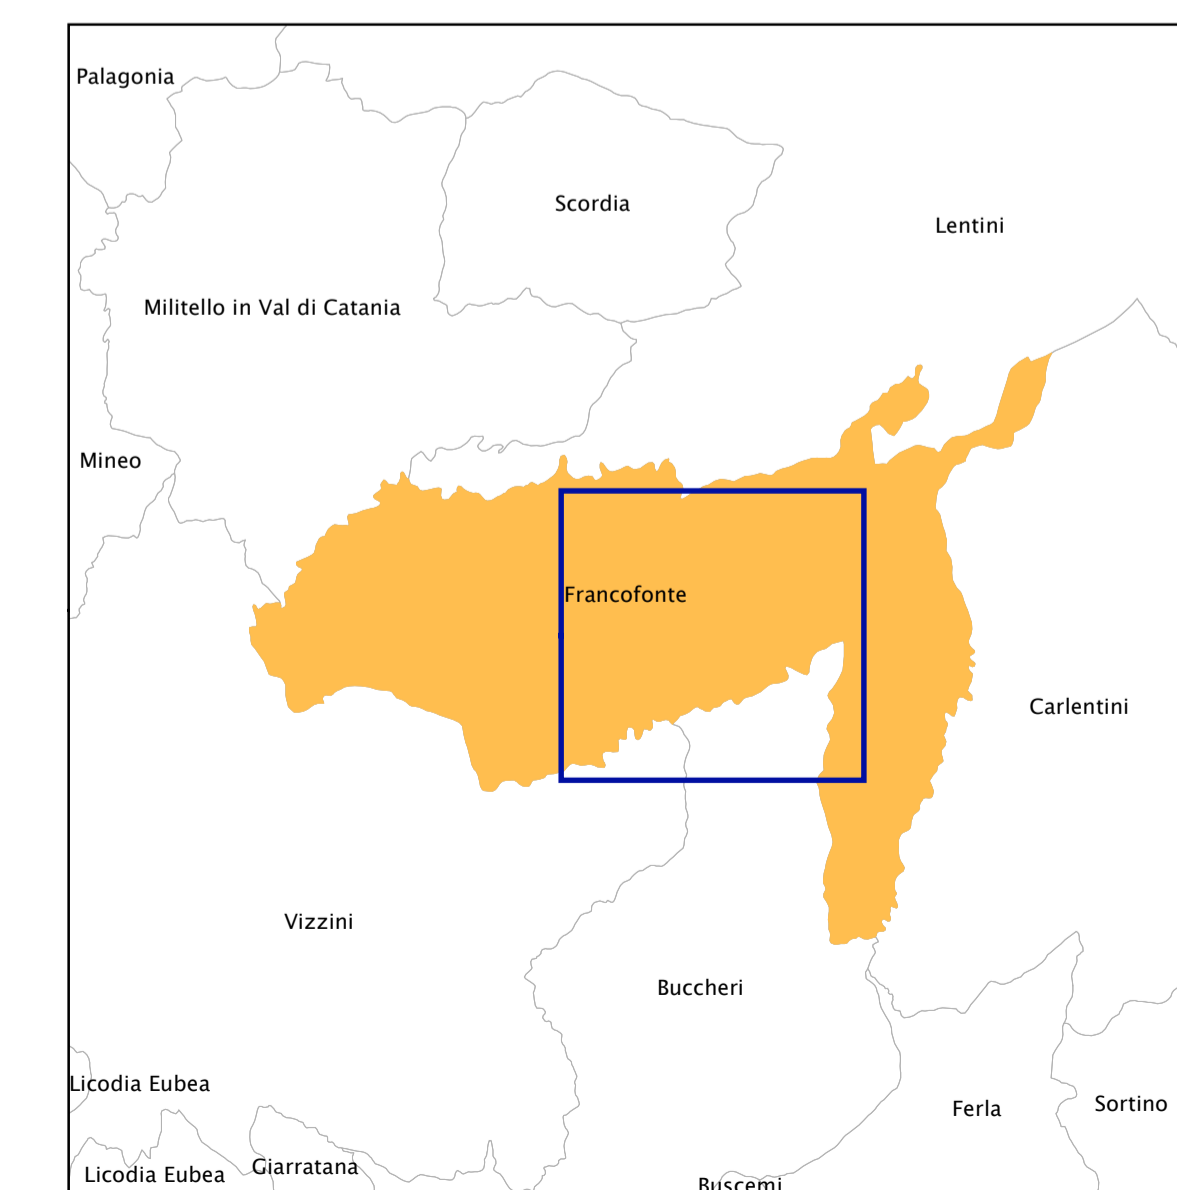 Palagonia
Scordia
Lentini
Militello in Val di Catania
Mineo
Francofonte
Carlentini
Vizzini
Buccheri
Licodia Eubea
Ferla
Sortino
Giarratana
Licodia Eubea
Buscemi